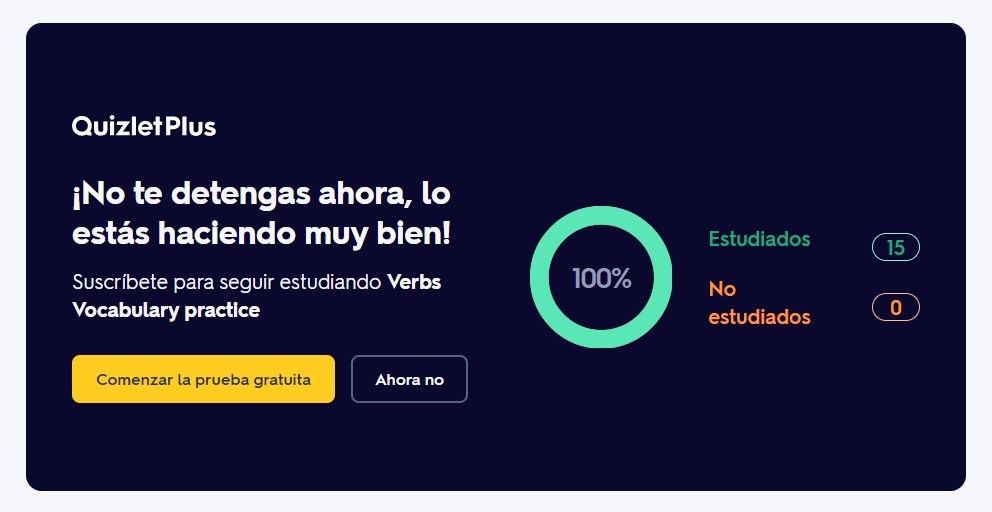 QuizletPlus
¡No te detengas ahora, lo
estás haciendo muy bien!
Suscríbete para seguir estudiando Verbs
Vocabulary practice
Comenzar la prueba gratuita
Ahora no
100%
Estudiados
15
No
estudiados
0